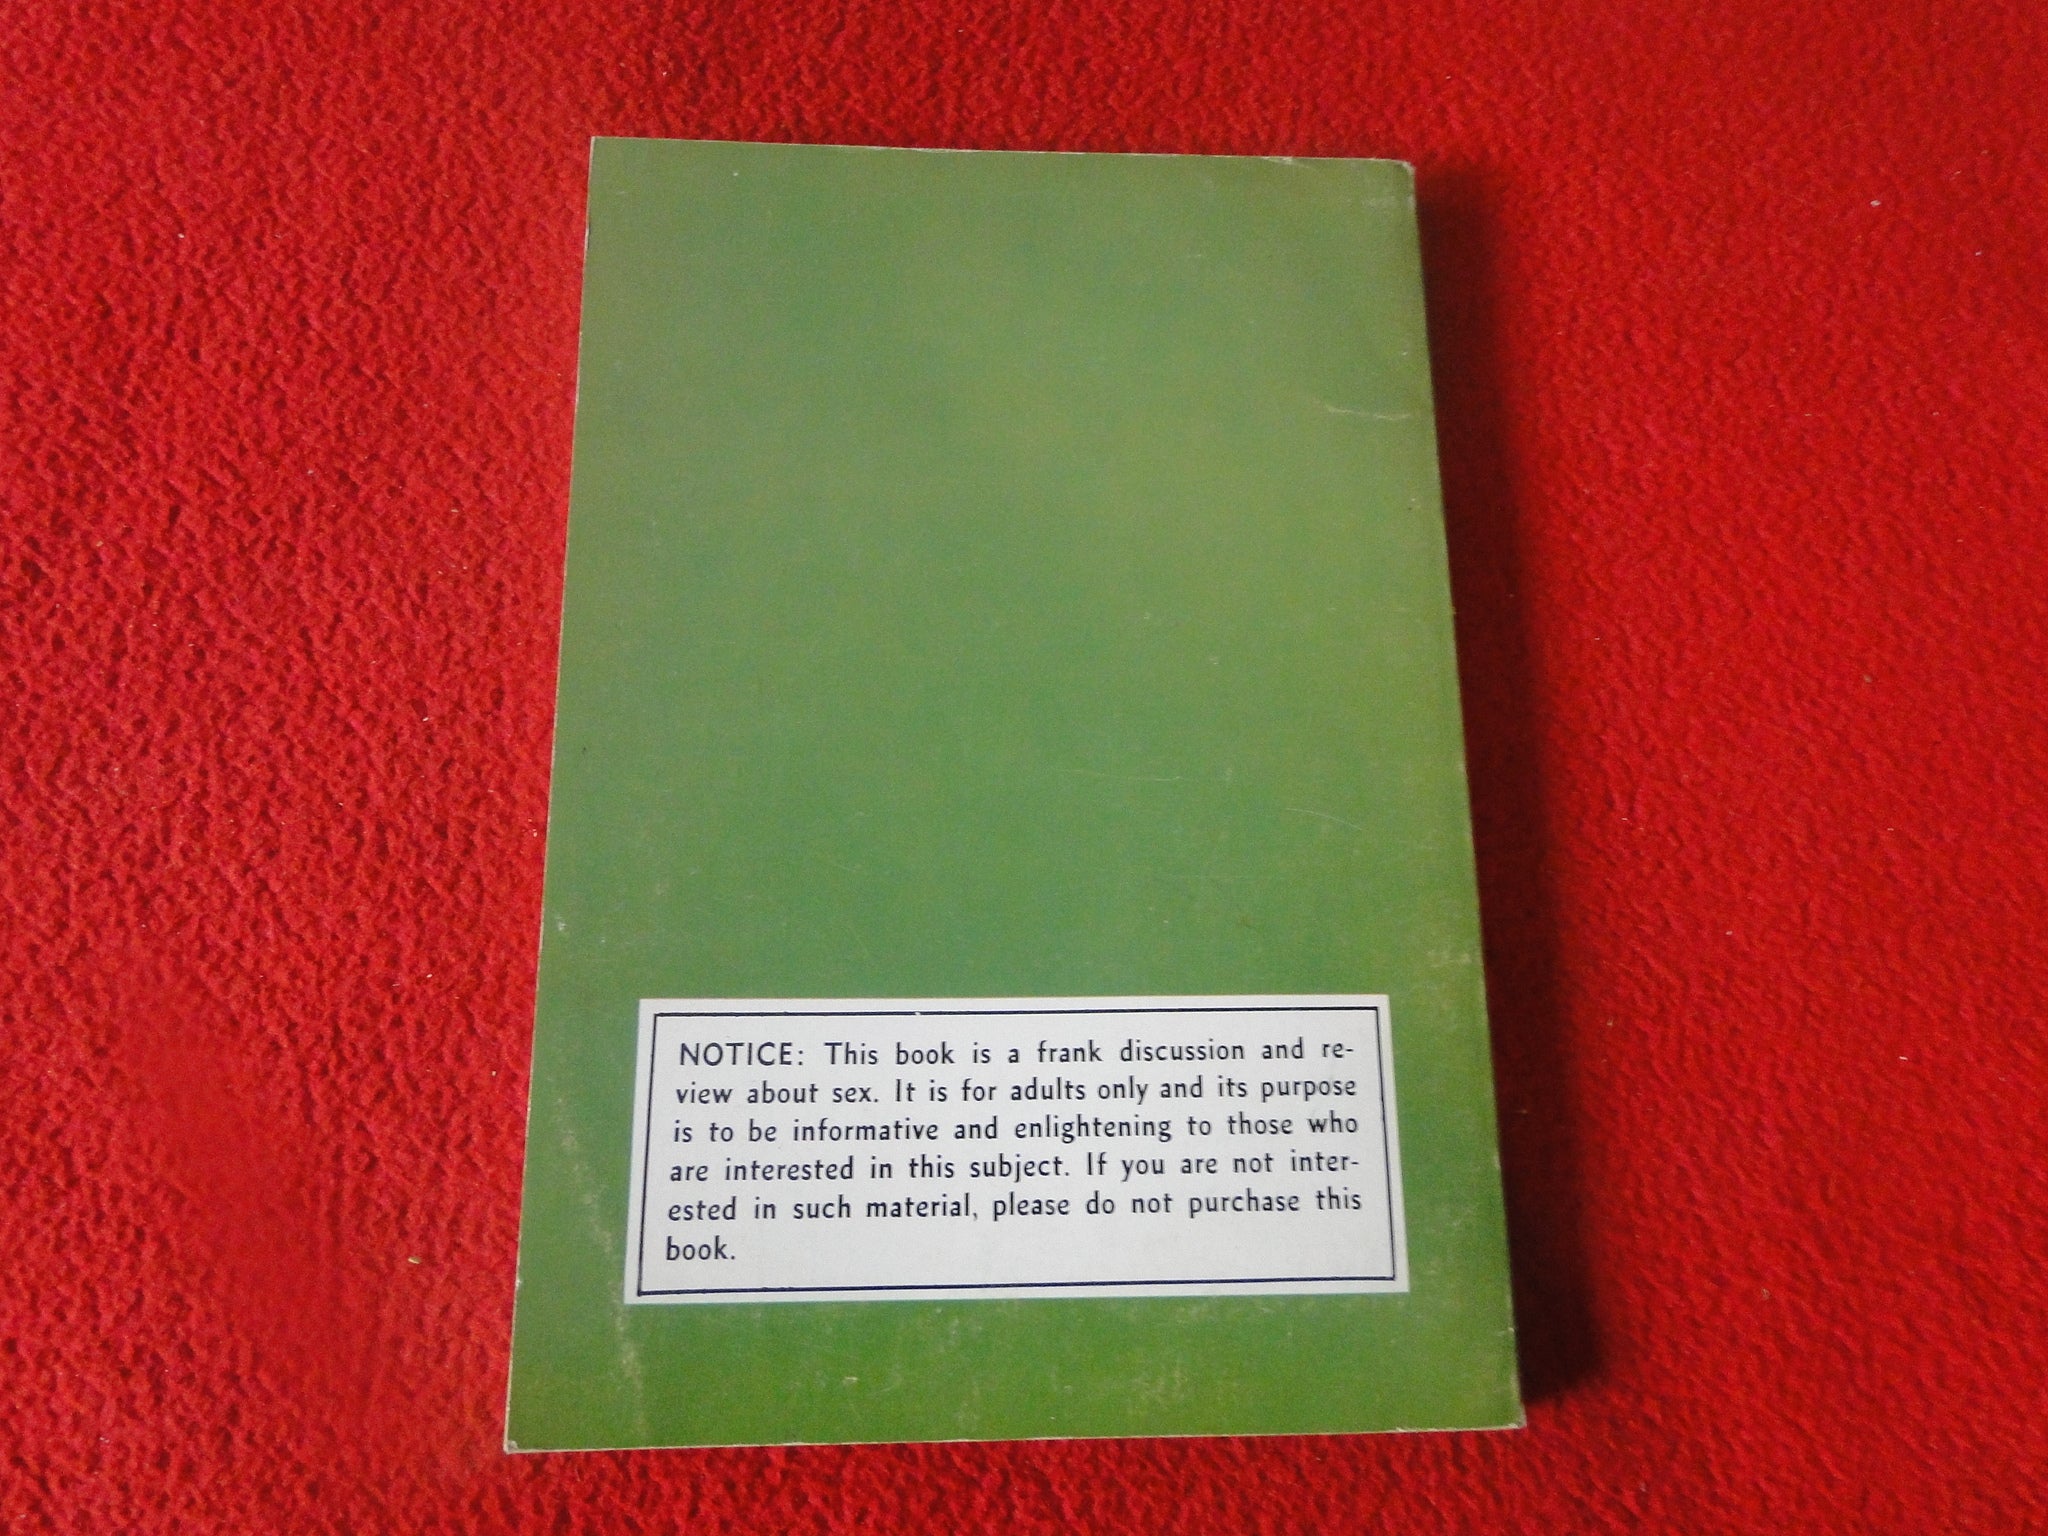 NOTICE: This book is a frank discussion and re-
view about sex. It is for adults only and its purpose
is to be informative and enlightening to those who
are interested in this subject. If you are not inter-
ested in such material, please do not purchase this
book.